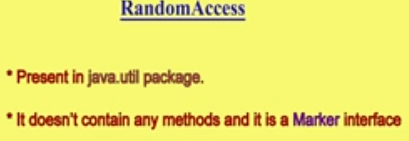 RandomAccess
* Present in java.util package.
* It doesn't contain any methods and it is a Marker interface